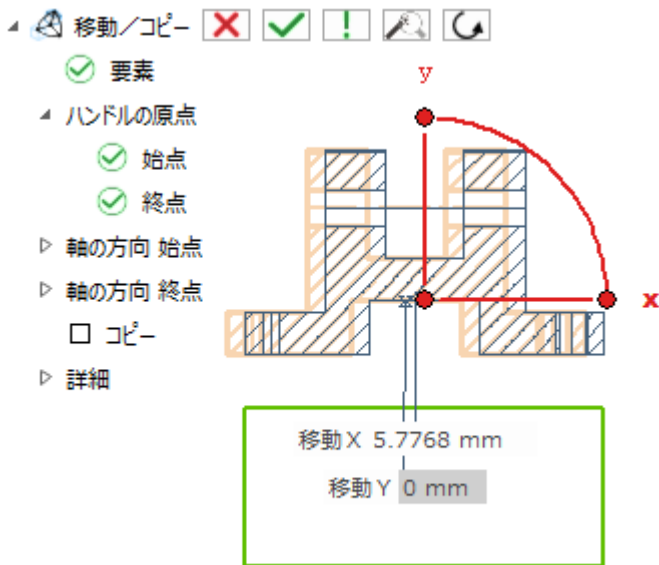 移動／コピー
要素
ハンドルの原点
始点
終点
軸の方向 始点
軸の方向 終点
コピー
詳細
y
x
移動X 5.7768 mm
移動Y 0 mm